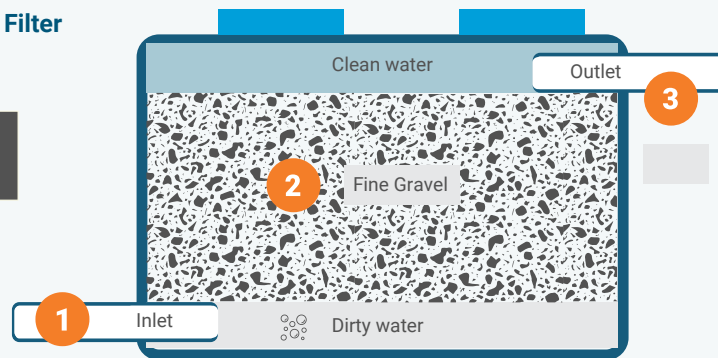 Filter
Clean water
Outlet
3
2
Fine Gravel
1
Inlet
Dirty water